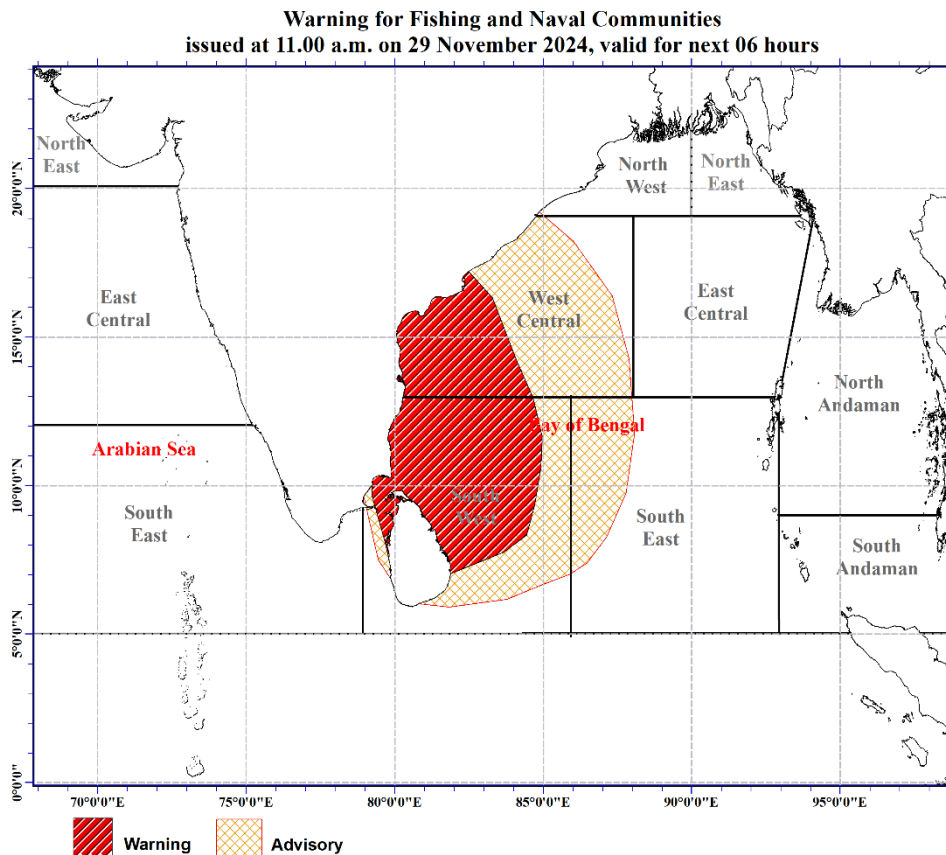 Warning for Fishing and Naval Communities
issued at 11.00 a.m. on 29 November 2024, valid for next 06 hours
North
East
North
West
North
East
20°0'0"N
East
Central
West
Central
East
Central
15°0'0"N
North
Andaman
Arabian Sea
Bay of Bengal
10°0'0"N
South
East
South
West
South
East
South
Andaman
5°0'0"N
0°0'0"
70°0'0"E
75°0'0"E
80°0'0"E
85°0'0"E
90°0'0"E
95°0'0"E
Warning
Advisory